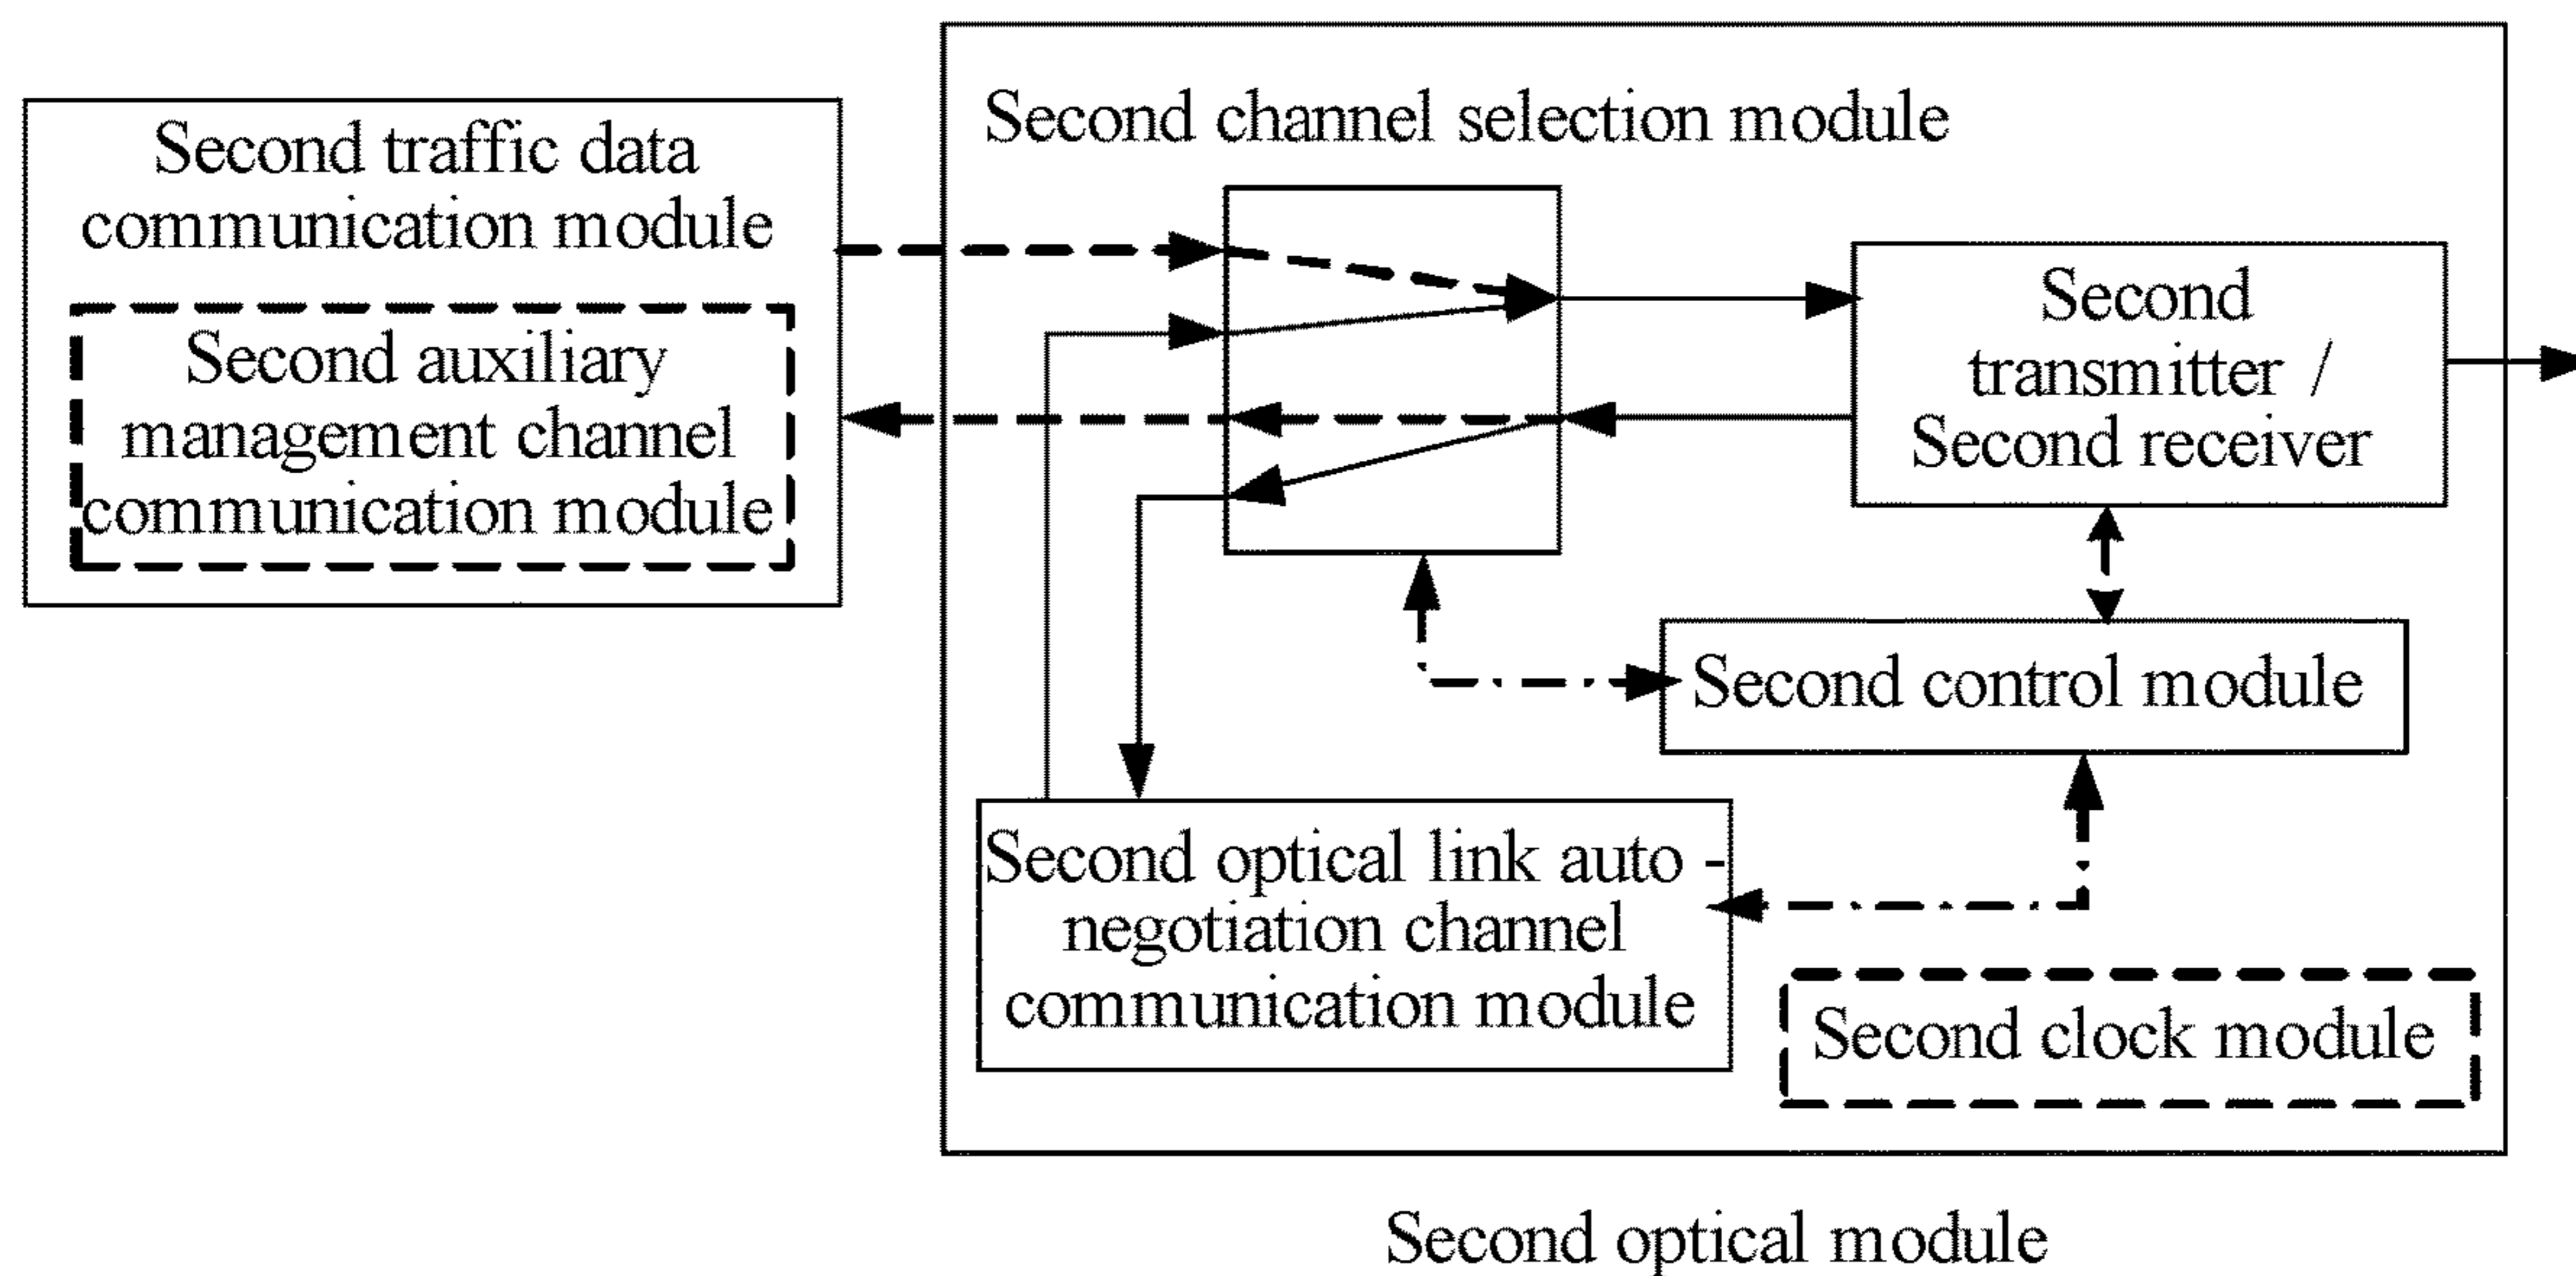 Second traffic data
communication module
Second auxiliary
management channel
communication module
Second channel selection module
Second
transmitter /
Second receiver
Second control module
Second optical link auto -
negotiation channel
communication module
Second clock module
Second optical module